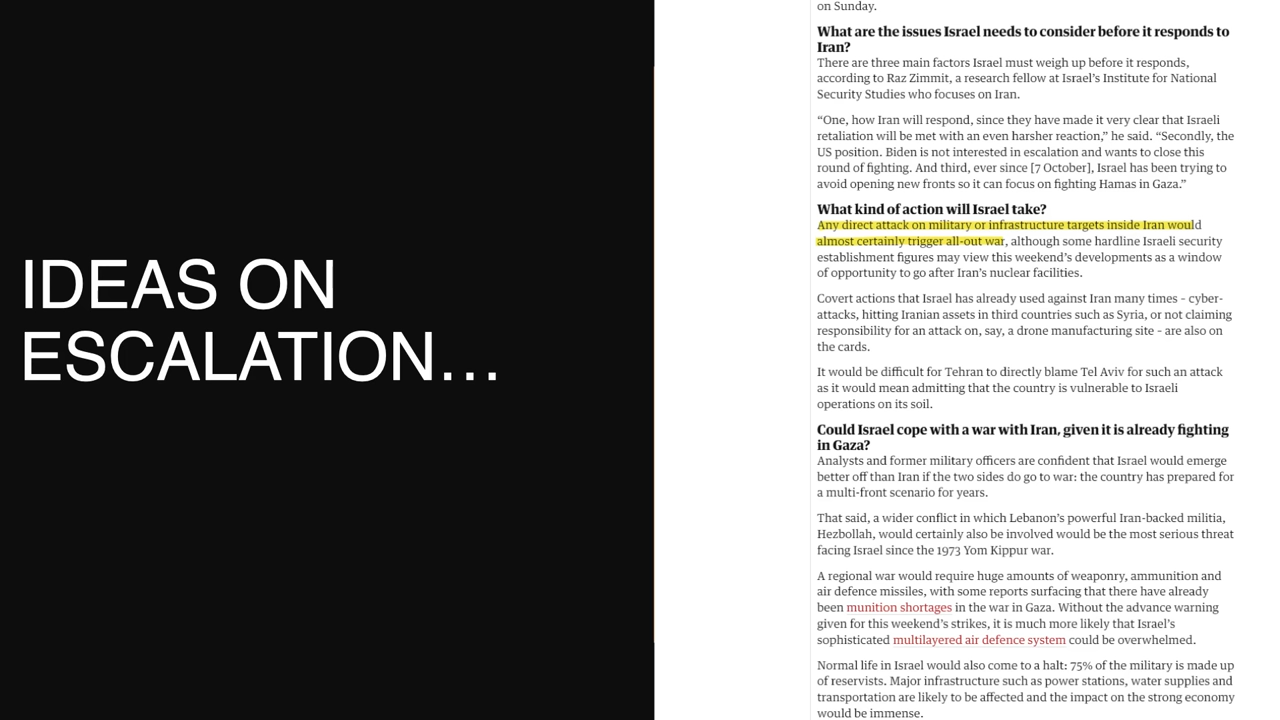 IDEAS ON
ESCALATION…
on Sunday.
What are the issues Israel needs to consider before it responds to
Iran?
There are three main factors Israel must weigh up before it responds,
according to Raz Zimmit, a research fellow at Israel’s Institute for National
Security Studies who focuses on Iran.
“One, how Iran will respond, since they have made it very clear that Israeli
retaliation will be met with an even harsher reaction,” he said. “Secondly, the
US position. Biden is not interested in escalation and wants to close this
round of fighting. And third, ever since [7 October], Israel has been trying to
avoid opening new fronts so it can focus on fighting Hamas in Gaza.”
What kind of action will Israel take?
Any direct attack on military or infrastructure targets inside Iran would
almost certainly trigger all-out war, although some hardline Israeli security
establishment figures may view this weekend’s developments as a window
of opportunity to go after Iran’s nuclear facilities.
Covert actions that Israel has already used against Iran many times – cyber-
attacks, hitting Iranian assets in third countries such as Syria, or not claiming
responsibility for an attack on, say, a drone manufacturing site – are also on
the cards.
It would be difficult for Tehran to directly blame Tel Aviv for such an attack
as it would mean admitting that the country is vulnerable to Israeli
operations on its soil.
Could Israel cope with a war with Iran, given it is already fighting
in Gaza?
Analysts and former military officers are confident that Israel would emerge
better off than Iran if the two sides do go to war: the country has prepared for
a multi-front scenario for years.
That said, a wider conflict in which Lebanon’s powerful Iran-backed militia,
Hezbollah, would certainly also be involved would be the most serious threat
facing Israel since the 1973 Yom Kippur war.
A regional war would require huge amounts of weaponry, ammunition and
air defence missiles, with some reports surfacing that there have already
been munition shortages in the war in Gaza. Without the advance warning
given for this weekend’s strikes, it is much more likely that Israel’s
sophisticated multilayered air defence system could be overwhelmed.
Normal life in Israel would also come to a halt: 75% of the military is made up
of reservists. Major infrastructure such as power stations, water supplies and
transportation are likely to be affected and the impact on the strong economy
would be immense.